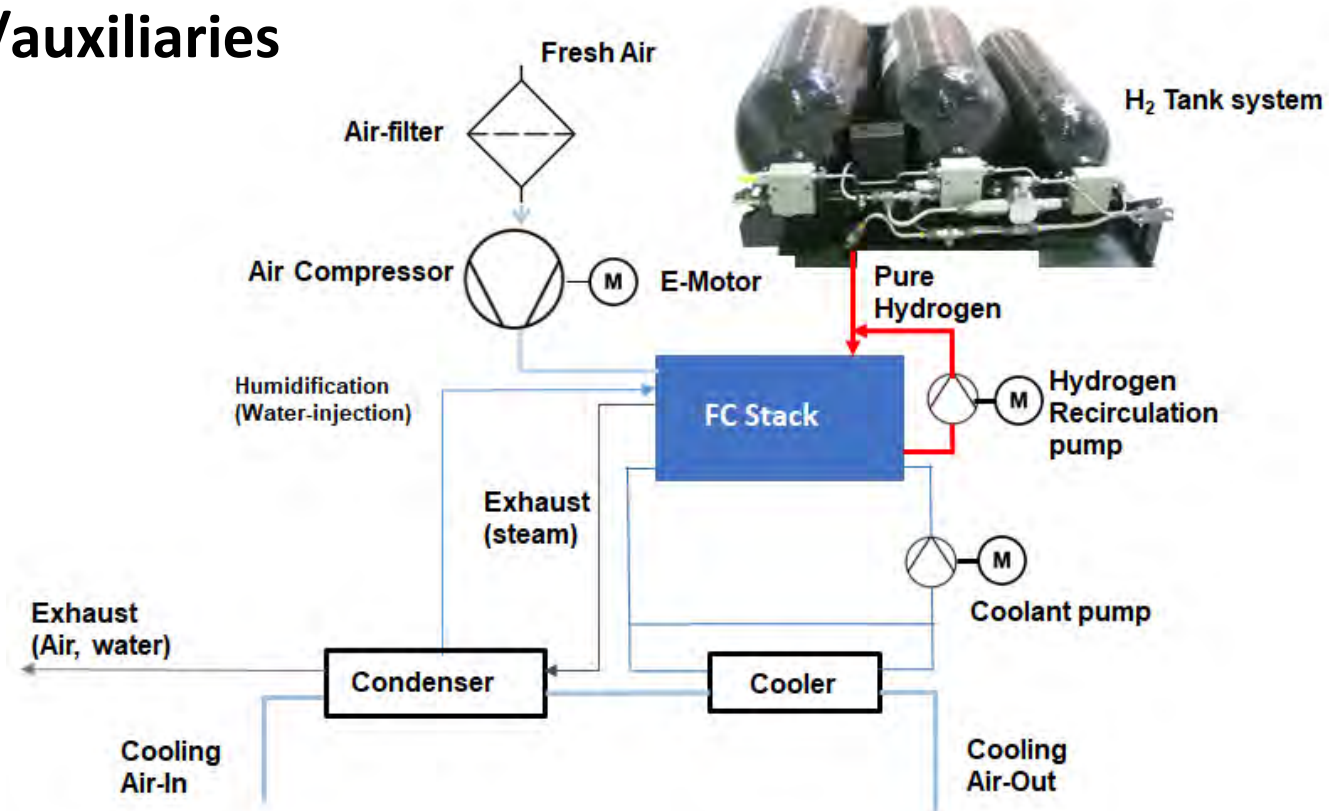 /auxiliaries
Fresh Air
Air-filter
H₂ Tank system
Air Compressor
M
E-Motor
Pure
Hydrogen
Humidification
(Water-injection)
FC Stack
M
Hydrogen
Recirculation
pump
Exhaust
(steam)
M
Coolant pump
Exhaust
(Air, water)
Condenser
Cooler
Cooling
Air-In
Cooling
Air-Out